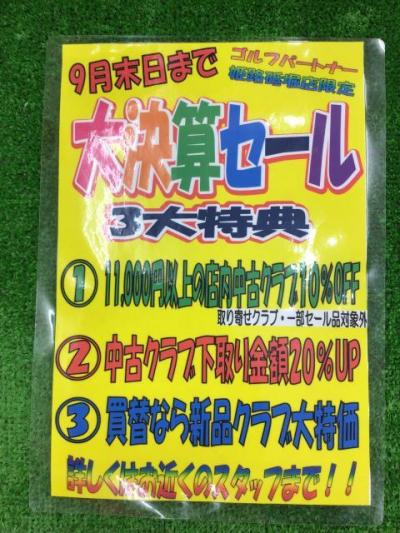 9月末日まで
ゴルフパートナー
姫路砥堀店限定
大決算セール
3大特典
① 11,000円以上の店内中古クラブ10%OFF
取り寄せクラブ・一部セール品対象外
② 中古クラブ下取り金額20%UP
③ 買替なら新品クラブ大特価
詳しくはお近くのスタッフまで！！